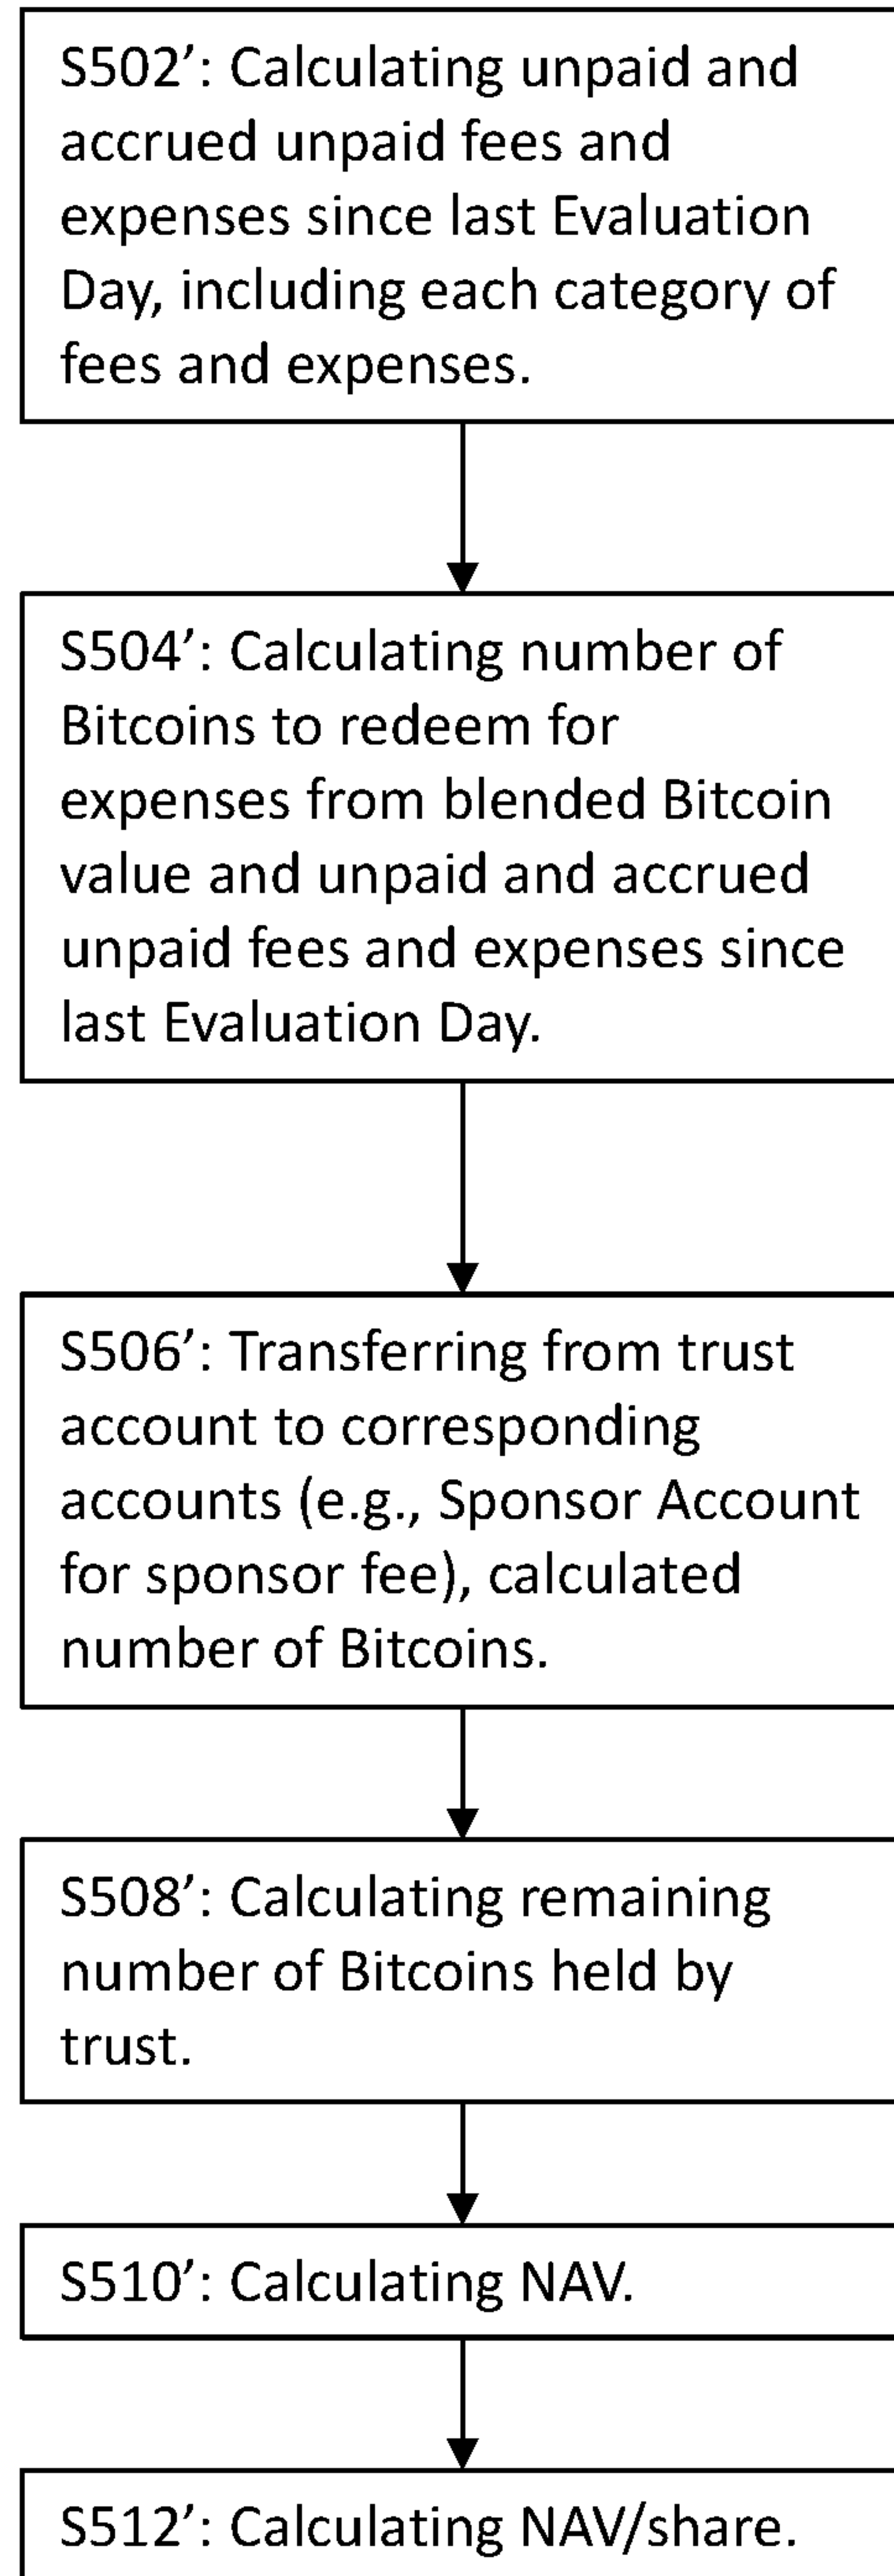 S502’: Calculating unpaid and
accrued unpaid fees and
expenses since last Evaluation
Day, including each category of
fees and expenses.
S504’: Calculating number of
Bitcoins to redeem for
expenses from blended Bitcoin
value and unpaid and accrued
unpaid fees and expenses since
last Evaluation Day.
S506’: Transferring from trust
account to corresponding
accounts (e.g., Sponsor Account
for sponsor fee), calculated
number of Bitcoins.
S508’: Calculating remaining
number of Bitcoins held by
trust.
S510’: Calculating NAV.
S512’: Calculating NAV/share.